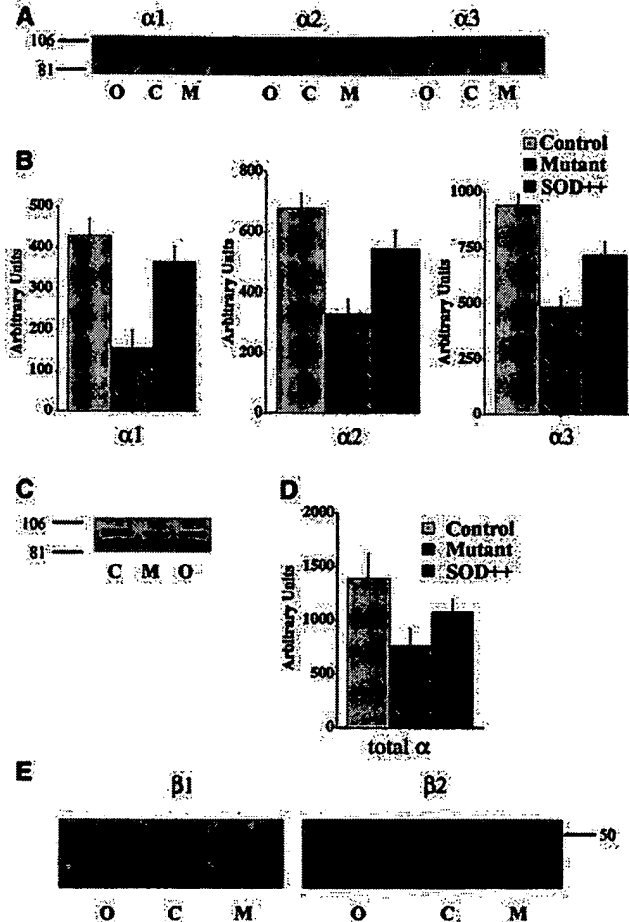 A
α1 α2 α3
106
81
O C M O C M O C M
B
Control
Mutant
SOD++
Arbitrary Units
500
400
300
200
100
0
α1
Arbitrary Units
800
600
400
200
0
α2
Arbitrary Units
1000
750
500
250
0
α3
C
106
81
C M O
D
Control
Mutant
SOD++
Arbitrary Units
2000
1500
1000
500
0
total α
E
β1 β2
50
O C M O C M